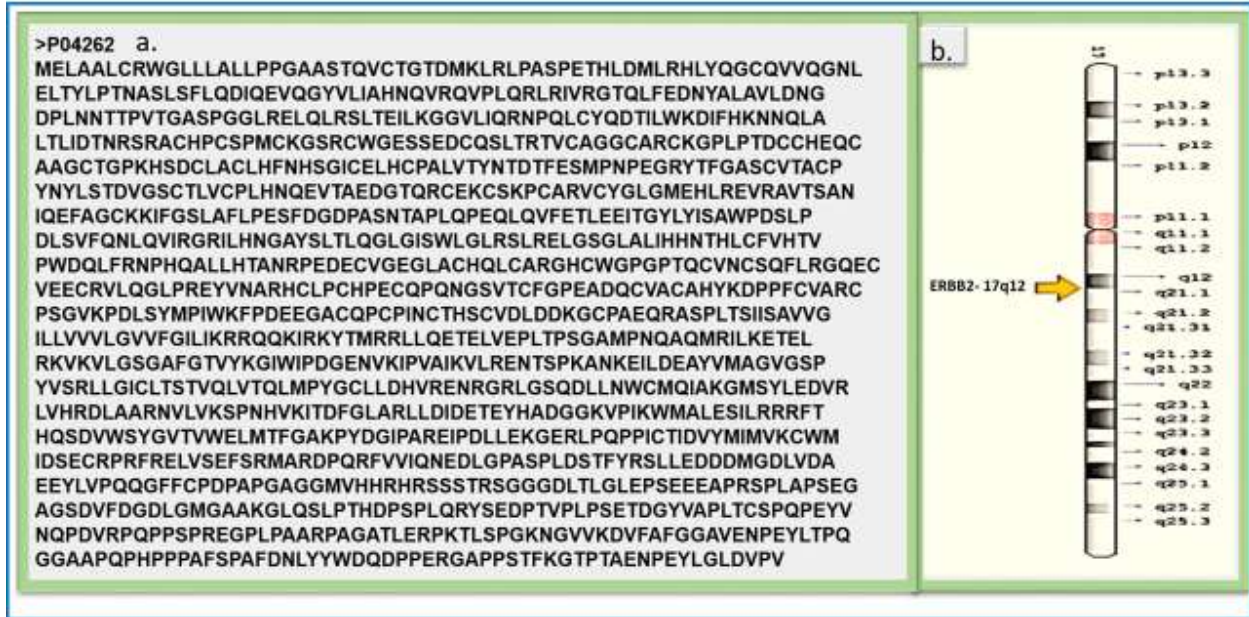 >P04262 a.
MELAALCRWGLLLALLPPGAASTQVCTGTDMKLRLPASPETHLDMLRHLYQGCQVVQGNL
ELTYLPTNASLSFLQDIQEVQGYVLIAHNQVRQVPLQRLRIVRGTQLFEDNYALAVLDNG
DPLNNTTPVTGASPGGLRELQLRSLTEILKGGVLIQRNPQLCYQDTILWKDIFHKNNQLA
LTLIDTNRSRACHPCSPMCKGSRCWGESSEDCQSLTRTVCAGGCARCKGPLPTDCCHEQC
AAGCTGPKHSDCLACLHFNHSGICELHCPALVTYNTDTFESMPNPEGRYTFGASCVTACP
YNYLSTDVGSCTLVCPLHNQEVTAEDGTQRCEKCSKPCARVCYGLGMEHLREVRAVTSAN
IQEFAGCKKIFGSLAFLPESFDGDPASNTAPLQPEQLQVFETLEEITGYLYISAWPDSLP
DLSVFQNLQVIRGRILHNGAYSLTLQGLGISWLGLRSLRELGSGLALIHHNTHLCFVHTV
PWDQLFRNPHQALLHTANRPEDECVGEGLACHQLCARGHCWGPGPTQCVNCSQFLRGQEC
VEECRVLQGLPREYVNARHCLPCHPECQPQNGSVTCFGPEADQCVACAHYKDPPFCVARC
PSGVKPDLSYMPIWKFPDEEGACQPCPINCTHSCVDLDDKGCPAEQRASPLTSIISAVVG
ILLVVVLGVVFGILIKRRQQKIRKYTMRRLLQETELVEPLTPSGAMPNQAQMRILKETEL
RKVKVLGSGAFGTVYKGIWIPDGENVKIPVAIKVLRENTSPKANKEILDEAYVMAGVGSP
YVSRLLGICLTSTVQLVTQLMPYGCLLDHVRENRGRLGSQDLLNWCMQIAKGMSYLEDVR
LVHRDLAARNVLVKSPNHVKITDFGLARLLDIDETEYHADGGKVPIKWMALESILRRRFT
HQSDVWSYGVTVWELMTFGAKPYDGIPAREIPDLLEKGERLPQPPICTIDVYMIMVKCWM
IDSECRPRFRELVSEFSRMARDPQRFVVIQNEDLGPASPLDSTFYRSLLEDDDMGDLVDA
EEYLVPQQGFFCPDPAPGAGGMVHHRHRSSSTRSGGGDLTLGLEPSEEEAPRSPLAPSEG
AGSDVFDGDLGMGAAKGLQSLPTHDPSPLQRYSEDPTVPLPSETDGYVAPLTCSPQPEYV
NQPDVRPQPPSPREGPLPAARPAGATLERPKTLSPGKNGVVKDVFAFGGAVENPEYLTPQ
GGAAPQPHPPPAFSPAFDNLYYWDQDPPERGAPPSTFKGTPTAENPEYLGLDVPV
b.
p13.3
p13.2
p13.1
p12
p11.2
p11.1
q11.1
q11.2
q12
ERBB2- 17q12
q21.1
q21.2
q21.31
q21.32
q21.33
q22
q23.1
q23.2
q23.3
q24.2
q24.3
q25.1
q25.2
q25.3